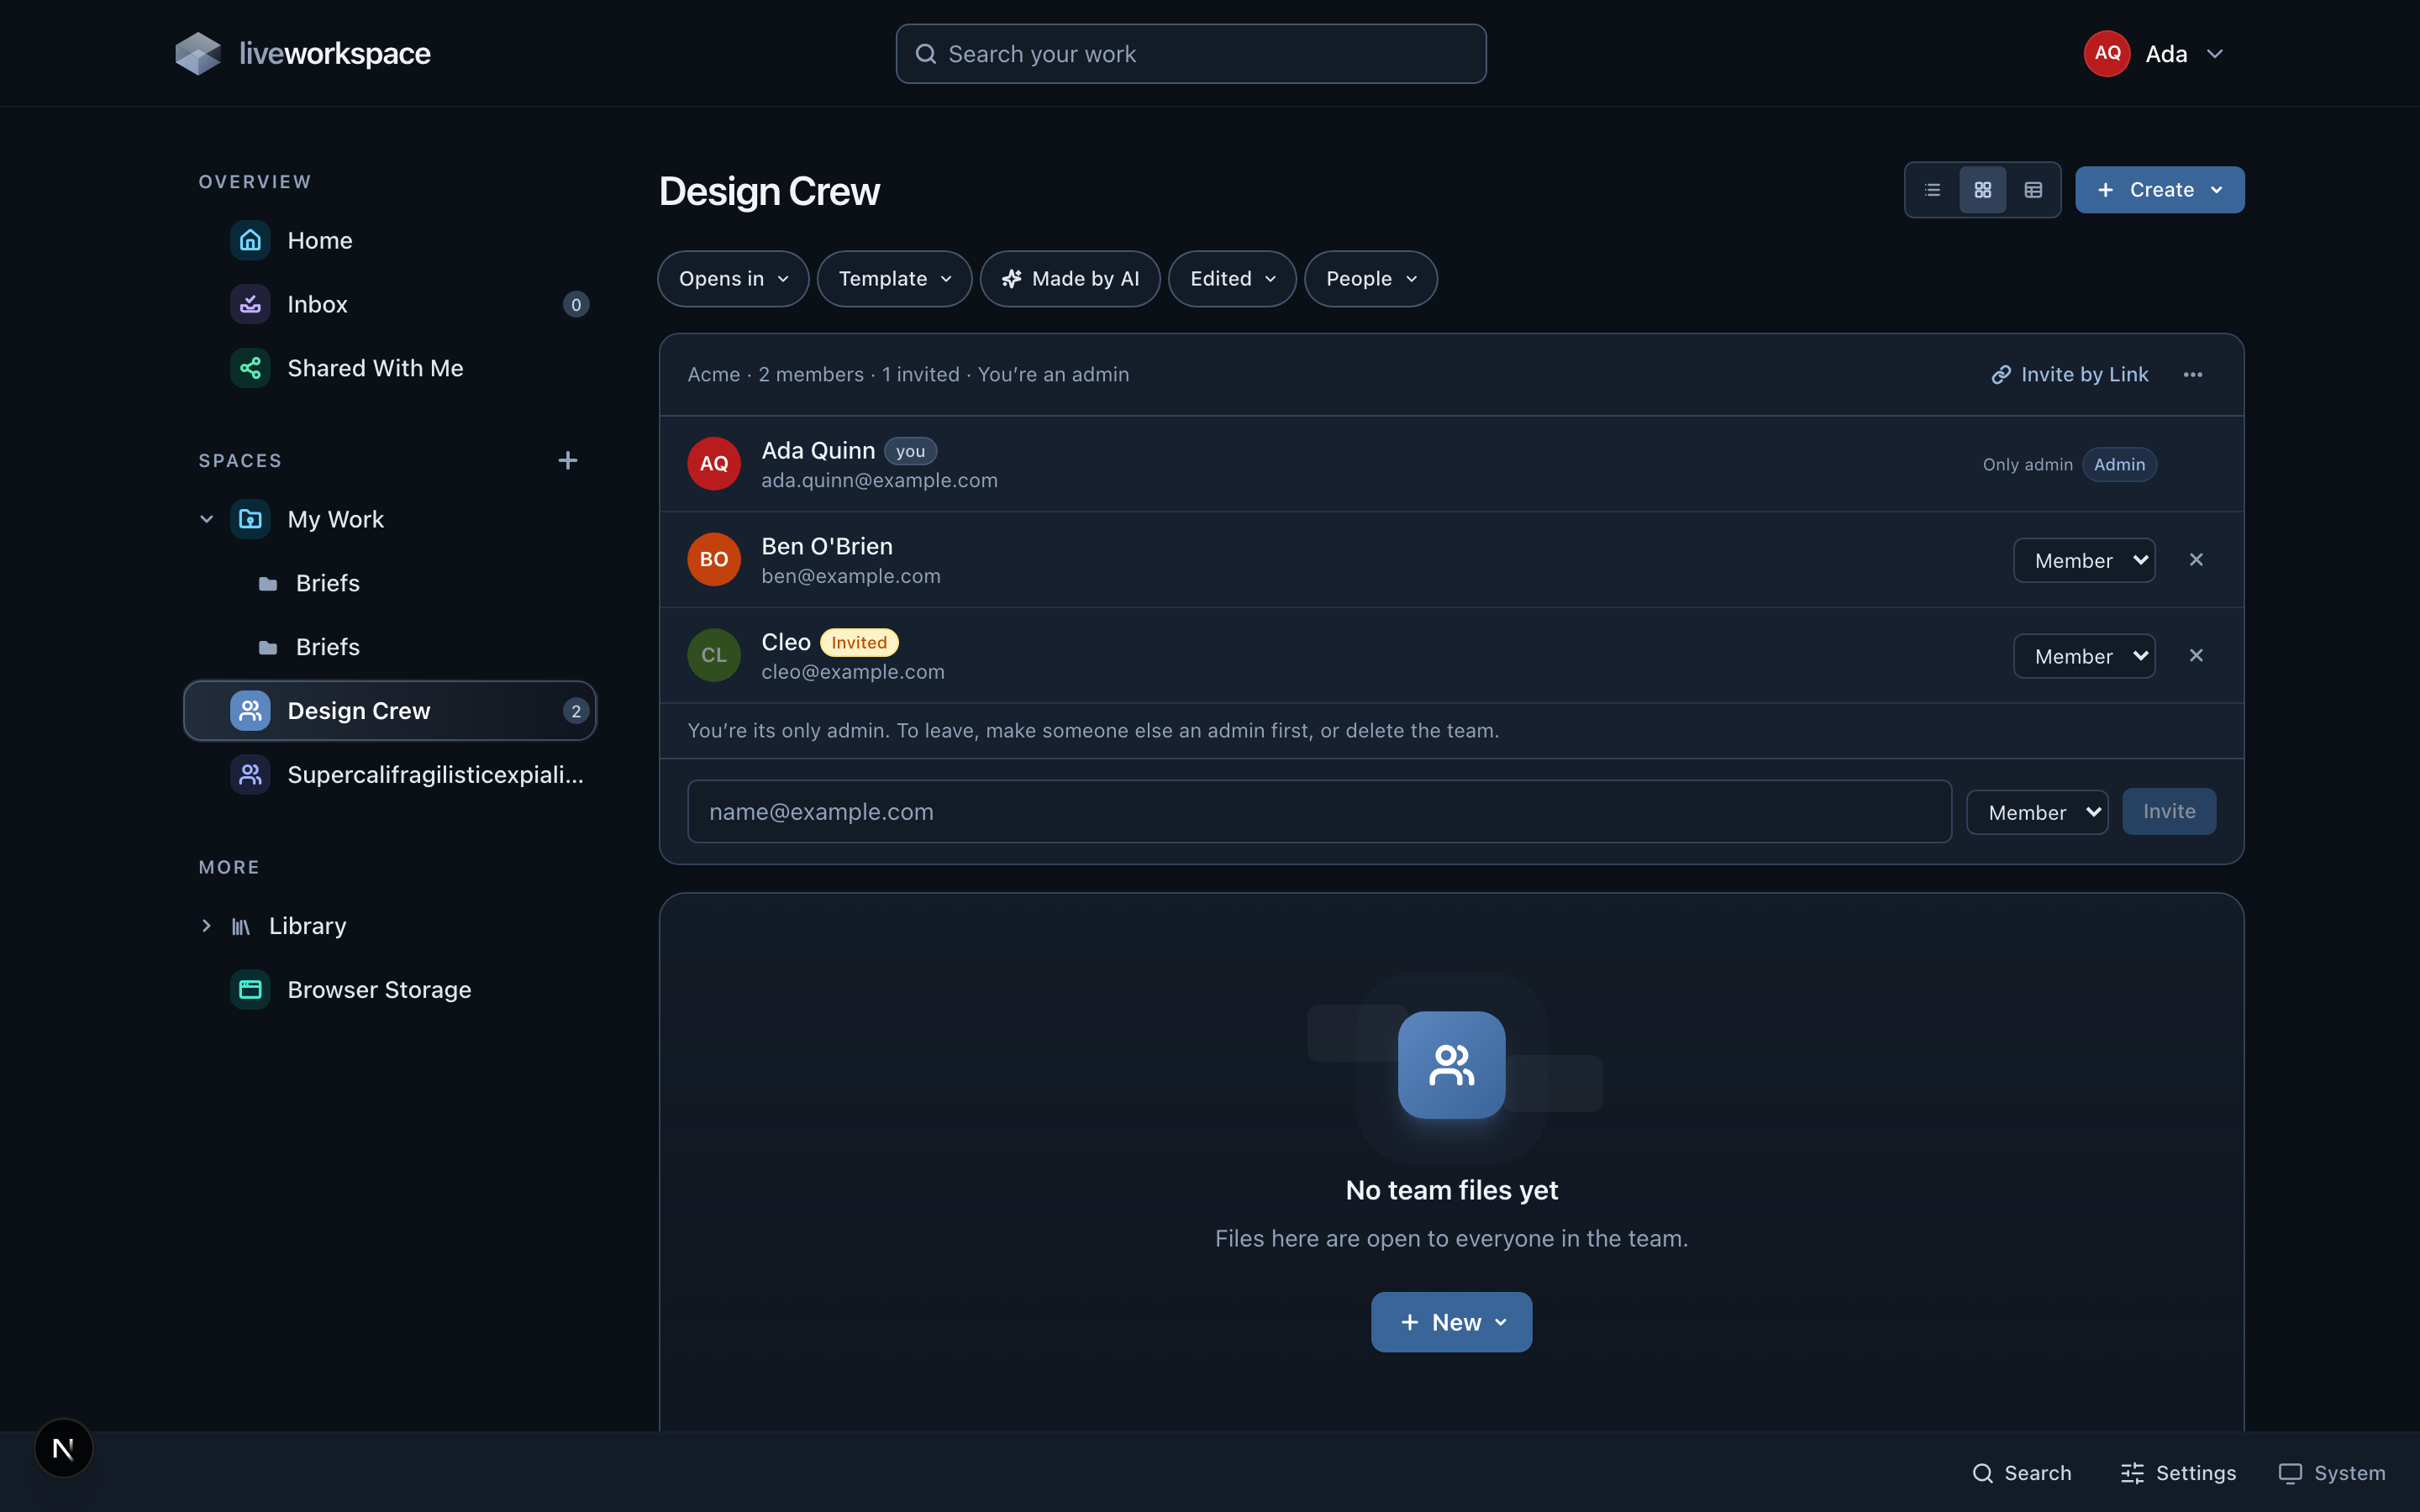 liveworkspace
Search your work
AQ Ada
OVERVIEW
Home
Inbox 0
Shared With Me
SPACES
My Work
Briefs
Briefs
Design Crew 2
Supercalifragilisticexpiali...
MORE
Library
Browser Storage
Design Crew
Create
Opens in Template Made by AI Edited People
Acme · 2 members · 1 invited · You’re an admin Invite by Link
AQ Ada Quinn you
ada.quinn@example.com
Only admin Admin
BO Ben O'Brien
ben@example.com
Member
CL Cleo Invited
cleo@example.com
Member
You’re its only admin. To leave, make someone else an admin first, or delete the team.
name@example.com Member Invite
No team files yet
Files here are open to everyone in the team.
New
N
Search Settings System